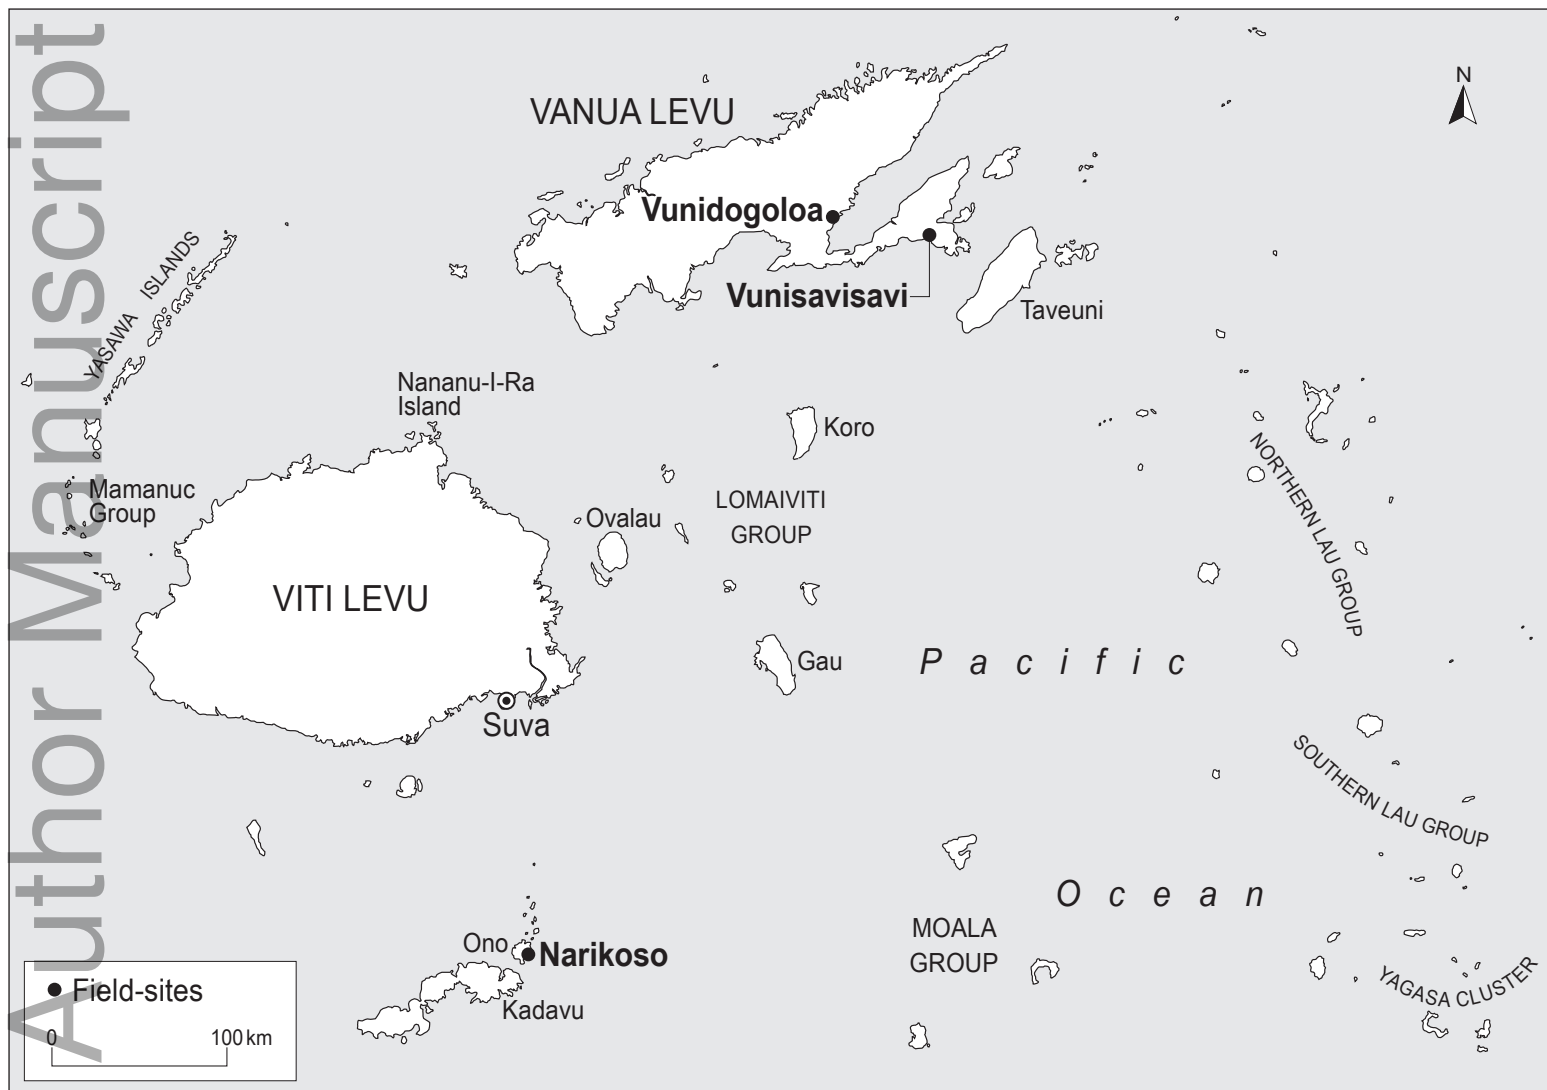 Author Manuscript
N
VANUA LEVU
Vunidogoloa
Vunisavisavi
Taveuni
YASAWA ISLANDS
Nananu-I-Ra
Island
Koro
Mamanuc
Group
LOMAIVITI
GROUP
Ovalau
NORTHERN LAU GROUP
VITI LEVU
Gau
Pacific
Suva
SOUTHERN LAU GROUP
Ocean
MOALA
GROUP
Ono
Narikoso
Kadavu
YAGASA CLUSTER
Field-sites
0 100 km